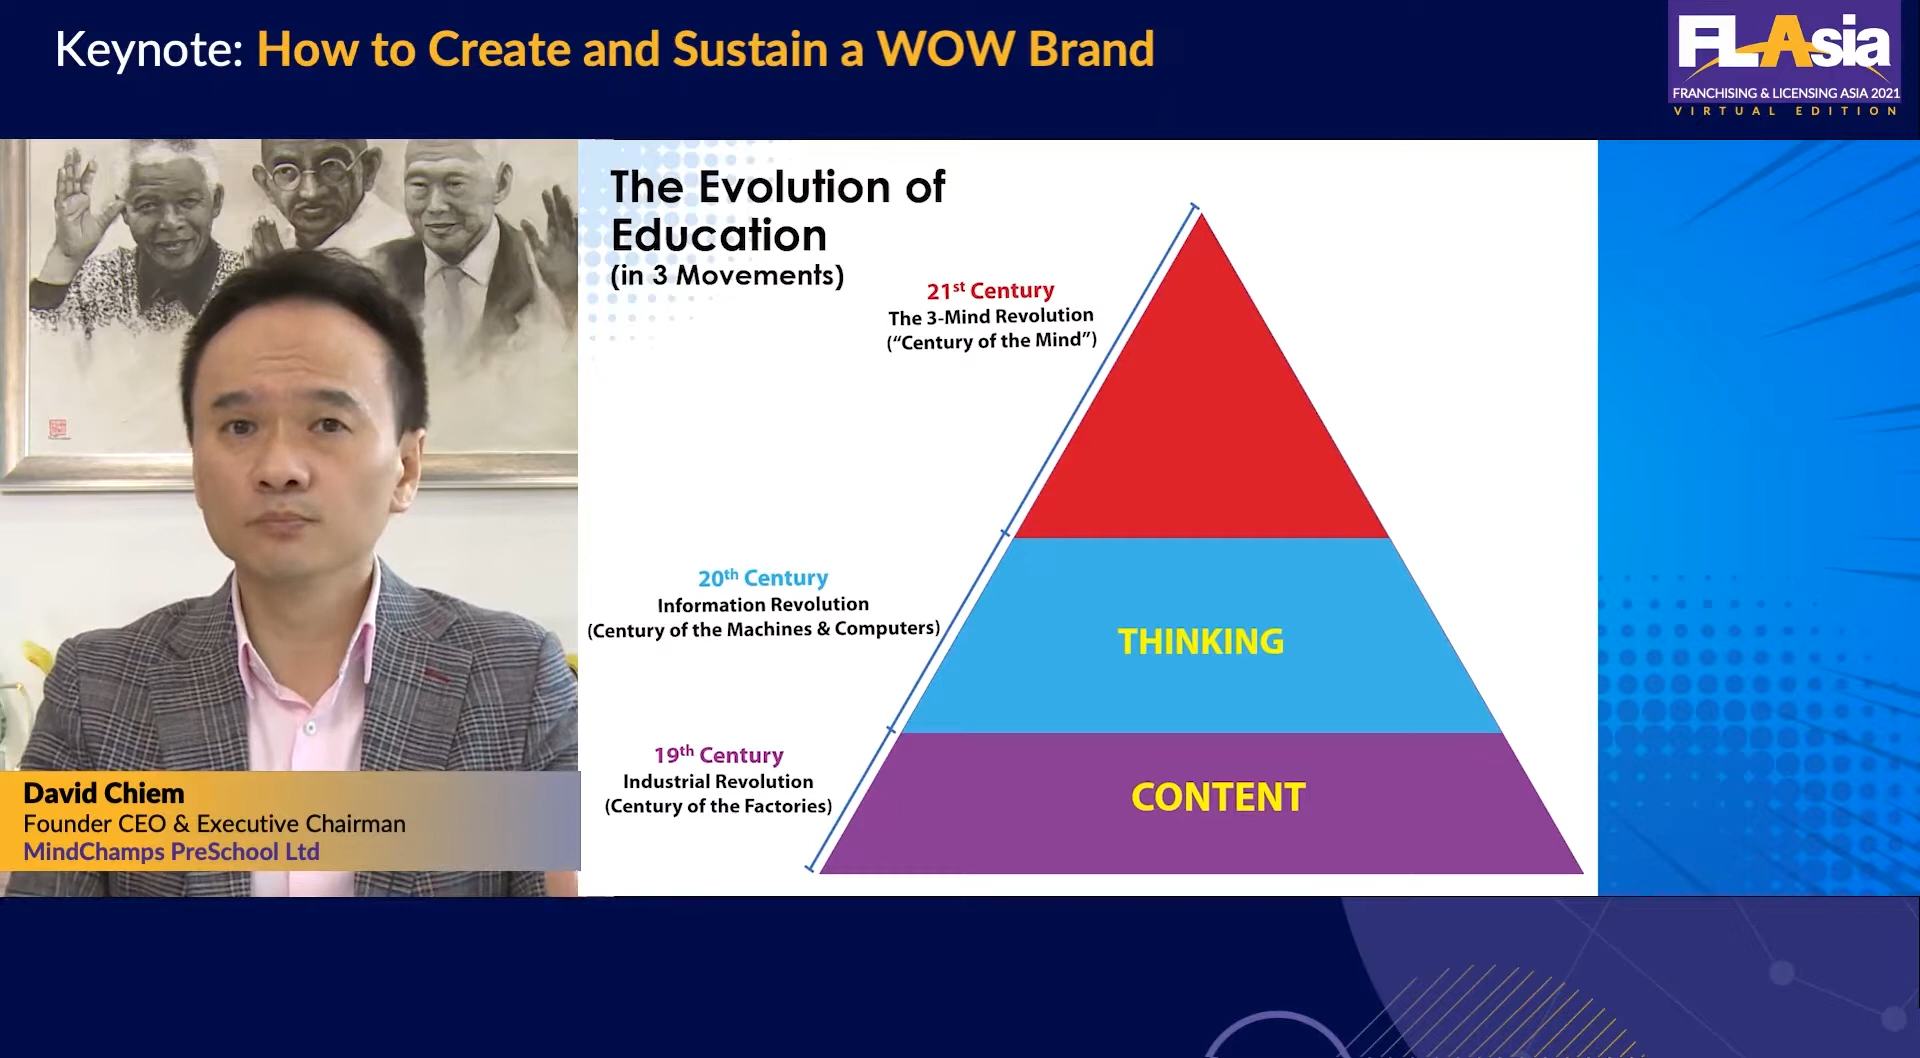 Keynote: How to Create and Sustain a WOW Brand
FLAsia
FRANCHISING & LICENSING ASIA 2021
VIRTUAL EDITION
The Evolution of
Education
(in 3 Movements)
21st Century
The 3-Mind Revolution
(“Century of the Mind”)
20th Century
Information Revolution
(Century of the Machines & Computers)
THINKING
19th Century
Industrial Revolution
(Century of the Factories)
CONTENT
David Chiem
Founder CEO & Executive Chairman
MindChamps PreSchool Ltd